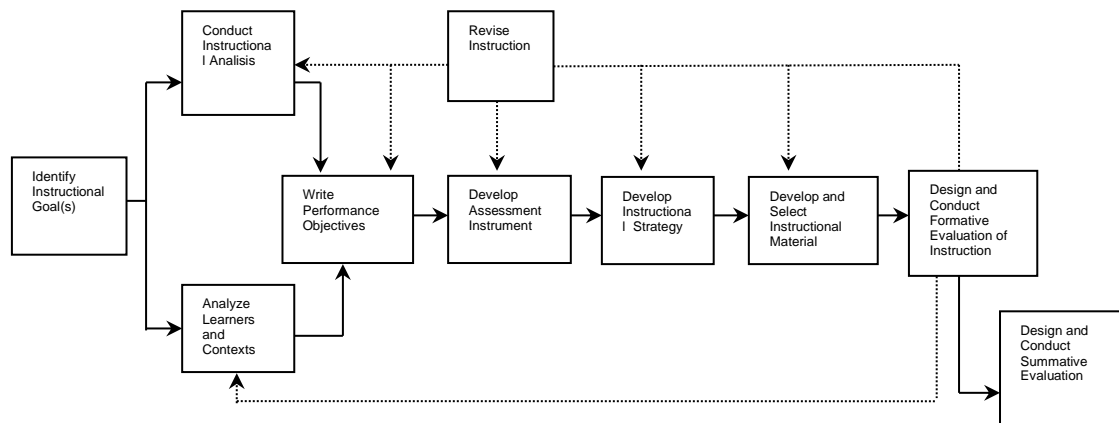 Conduct
Instructiona
l Analisis
Revise
Instruction
Identify
Instructional
Goal(s)
Write
Performance
Objectives
Develop
Assessment
Instrument
Develop
Instructiona
l Strategy
Develop and
Select
Instructional
Material
Design and
Conduct
Formative
Evaluation of
Instruction
Analyze
Learners
and
Contexts
Design and
Conduct
Summative
Evaluation